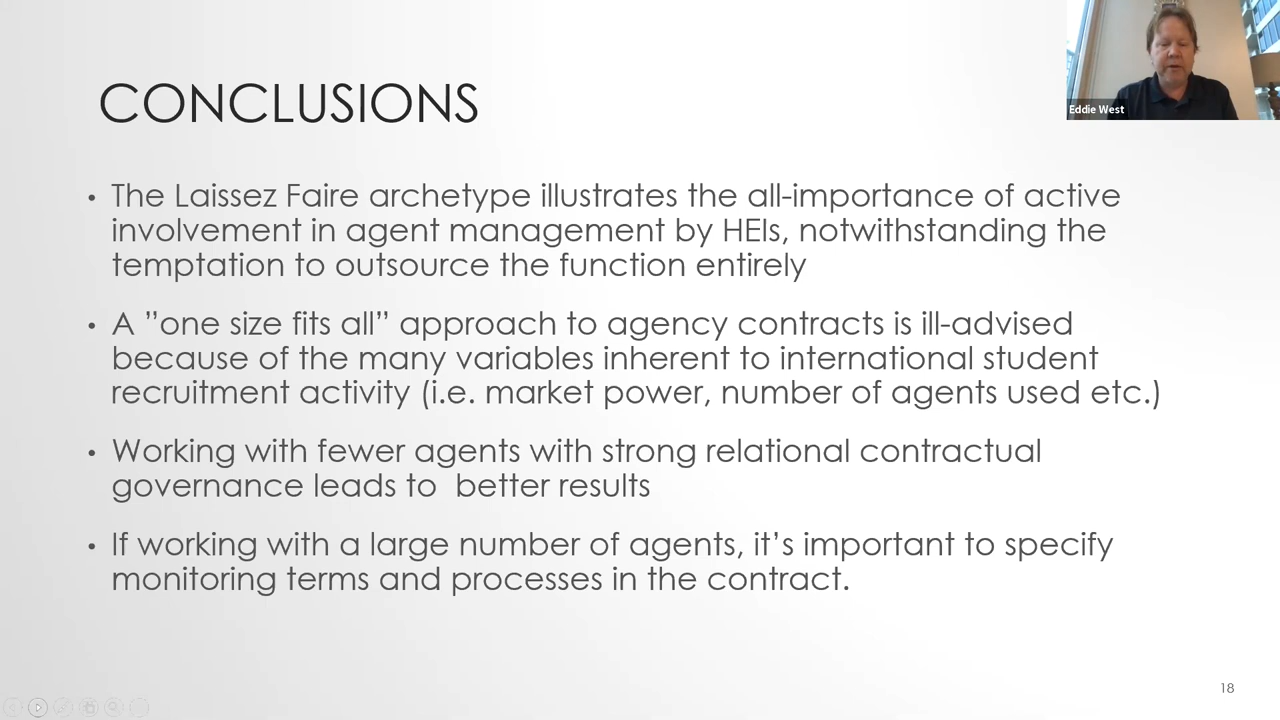 CONCLUSIONS
Eddie West
• The Laissez Faire archetype illustrates the all-importance of active
involvement in agent management by HEIs, notwithstanding the
temptation to outsource the function entirely
• A ”one size fits all” approach to agency contracts is ill-advised
because of the many variables inherent to international student
recruitment activity (i.e. market power, number of agents used etc.)
• Working with fewer agents with strong relational contractual
governance leads to  better results
• If working with a large number of agents, it’s important to specify
monitoring terms and processes in the contract.
18